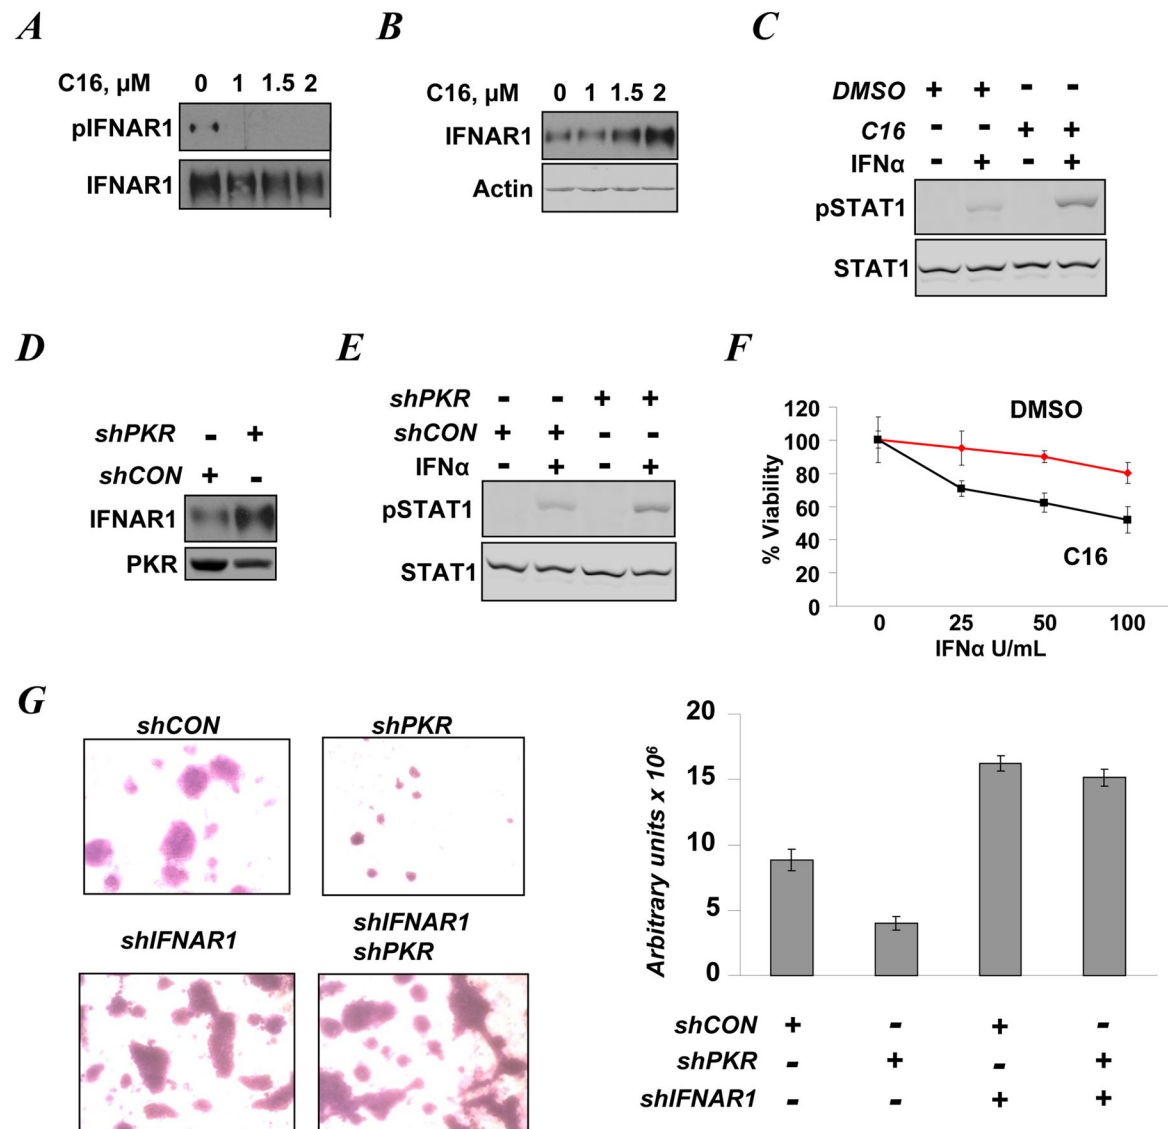 A
C16, µM 0 1 1.5 2
pIFNAR1
IFNAR1
B
C16, µM 0 1 1.5 2
IFNAR1
Actin
C
DMSO + + - -
C16 - - + +
IFNα - + - +
pSTAT1
STAT1
D
shPKR - +
shCON + -
IFNAR1
PKR
E
shPKR - - + +
shCON + + - -
IFNα - + - +
pSTAT1
STAT1
F
120
100
80
60
40
20
0
% Viability
DMSO
C16
0 25 50 100
IFNα U/mL
G
shCON
shPKR
shIFNAR1
shIFNAR1
shPKR
20
15
10
5
0
Arbitrary units x 10⁶
shCON + - + -
shPKR - + - +
shIFNAR1 - - + +